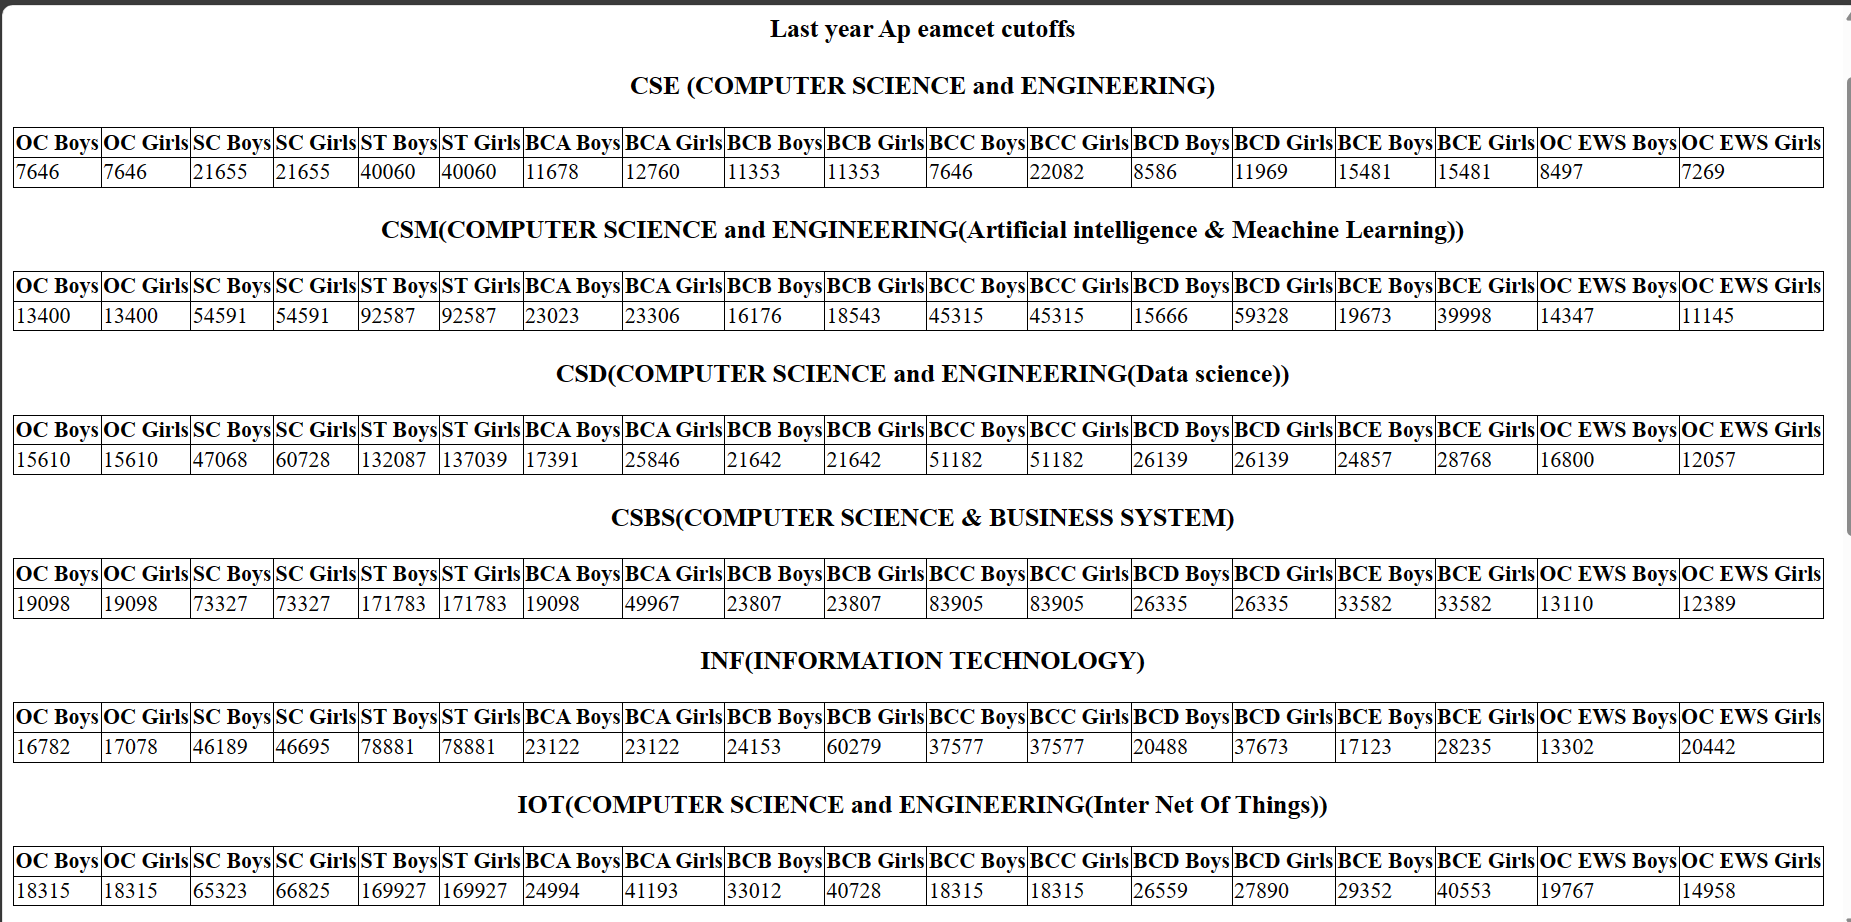 Last year Ap eamcet cutoffs
CSE (COMPUTER SCIENCE and ENGINEERING)
OC Boys OC Girls SC Boys SC Girls ST Boys ST Girls BCA Boys BCA Girls BCB Boys BCB Girls BCC Boys BCC Girls BCD Boys BCD Girls BCE Boys BCE Girls OC EWS Boys OC EWS Girls
7646 7646 21655 21655 40060 40060 11678 12760 11353 11353 7646 22082 8586 11969 15481 15481 8497 7269
CSM(COMPUTER SCIENCE and ENGINEERING(Artificial intelligence & Meachine Learning))
OC Boys OC Girls SC Boys SC Girls ST Boys ST Girls BCA Boys BCA Girls BCB Boys BCB Girls BCC Boys BCC Girls BCD Boys BCD Girls BCE Boys BCE Girls OC EWS Boys OC EWS Girls
13400 13400 54591 54591 92587 92587 23023 23306 16176 18543 45315 45315 15666 59328 19673 39998 14347 11145
CSD(COMPUTER SCIENCE and ENGINEERING(Data science))
OC Boys OC Girls SC Boys SC Girls ST Boys ST Girls BCA Boys BCA Girls BCB Boys BCB Girls BCC Boys BCC Girls BCD Boys BCD Girls BCE Boys BCE Girls OC EWS Boys OC EWS Girls
15610 15610 47068 60728 132087 137039 17391 25846 21642 21642 51182 51182 26139 26139 24857 28768 16800 12057
CSBS(COMPUTER SCIENCE & BUSINESS SYSTEM)
OC Boys OC Girls SC Boys SC Girls ST Boys ST Girls BCA Boys BCA Girls BCB Boys BCB Girls BCC Boys BCC Girls BCD Boys BCD Girls BCE Boys BCE Girls OC EWS Boys OC EWS Girls
19098 19098 73327 73327 171783 171783 19098 49967 23807 23807 83905 83905 26335 26335 33582 33582 13110 12389
INF(INFORMATION TECHNOLOGY)
OC Boys OC Girls SC Boys SC Girls ST Boys ST Girls BCA Boys BCA Girls BCB Boys BCB Girls BCC Boys BCC Girls BCD Boys BCD Girls BCE Boys BCE Girls OC EWS Boys OC EWS Girls
16782 17078 46189 46695 78881 78881 23122 23122 24153 60279 37577 37577 20488 37673 17123 28235 13302 20442
IOT(COMPUTER SCIENCE and ENGINEERING(Inter Net Of Things))
OC Boys OC Girls SC Boys SC Girls ST Boys ST Girls BCA Boys BCA Girls BCB Boys BCB Girls BCC Boys BCC Girls BCD Boys BCD Girls BCE Boys BCE Girls OC EWS Boys OC EWS Girls
18315 18315 65323 66825 169927 169927 24994 41193 33012 40728 18315 18315 26559 27890 29352 40553 19767 14958